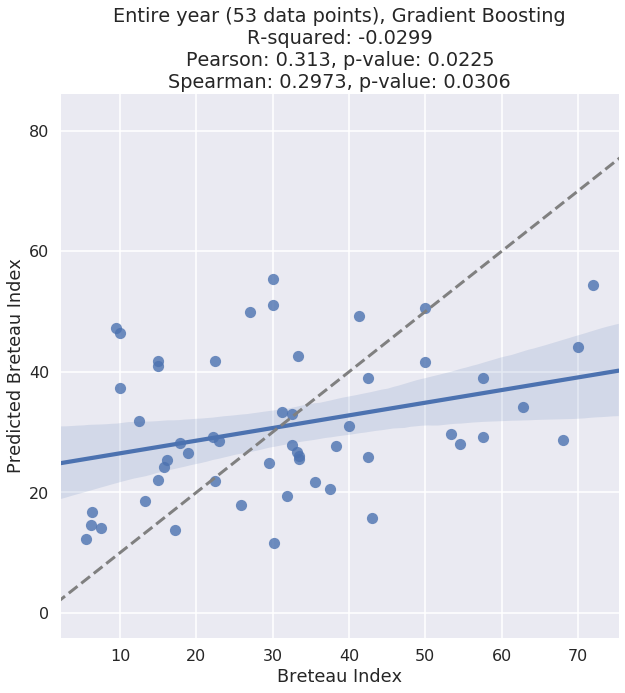 Entire year (53 data points), Gradient Boosting
R-squared: -0.0299
Pearson: 0.313, p-value: 0.0225
Spearman: 0.2973, p-value: 0.0306
80
60
40
20
0
Predicted Breteau Index
10 20 30 40 50 60 70
Breteau Index